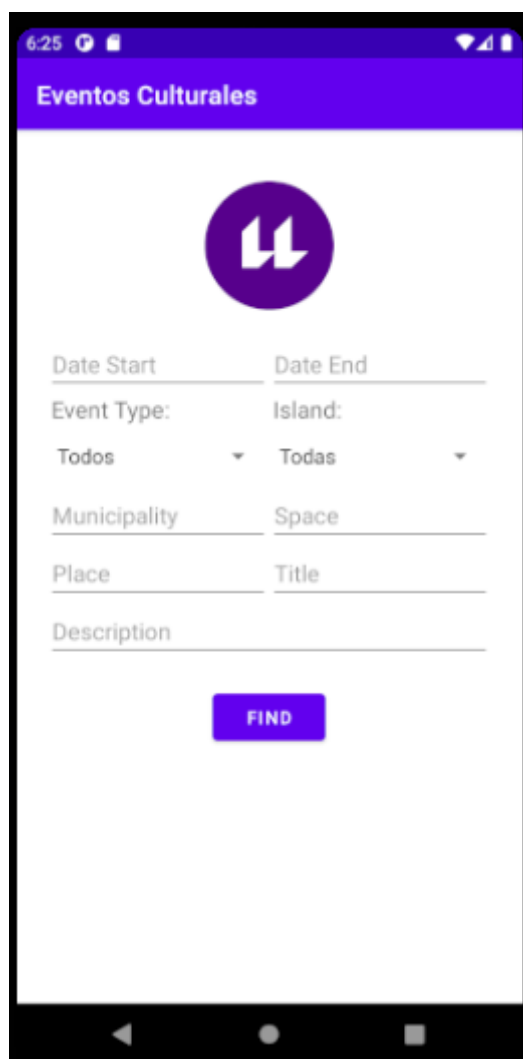 6:25
Eventos Culturales
Date Start Date End
Event Type: Island:
Todos Todas
Municipality Space
Place Title
Description
FIND